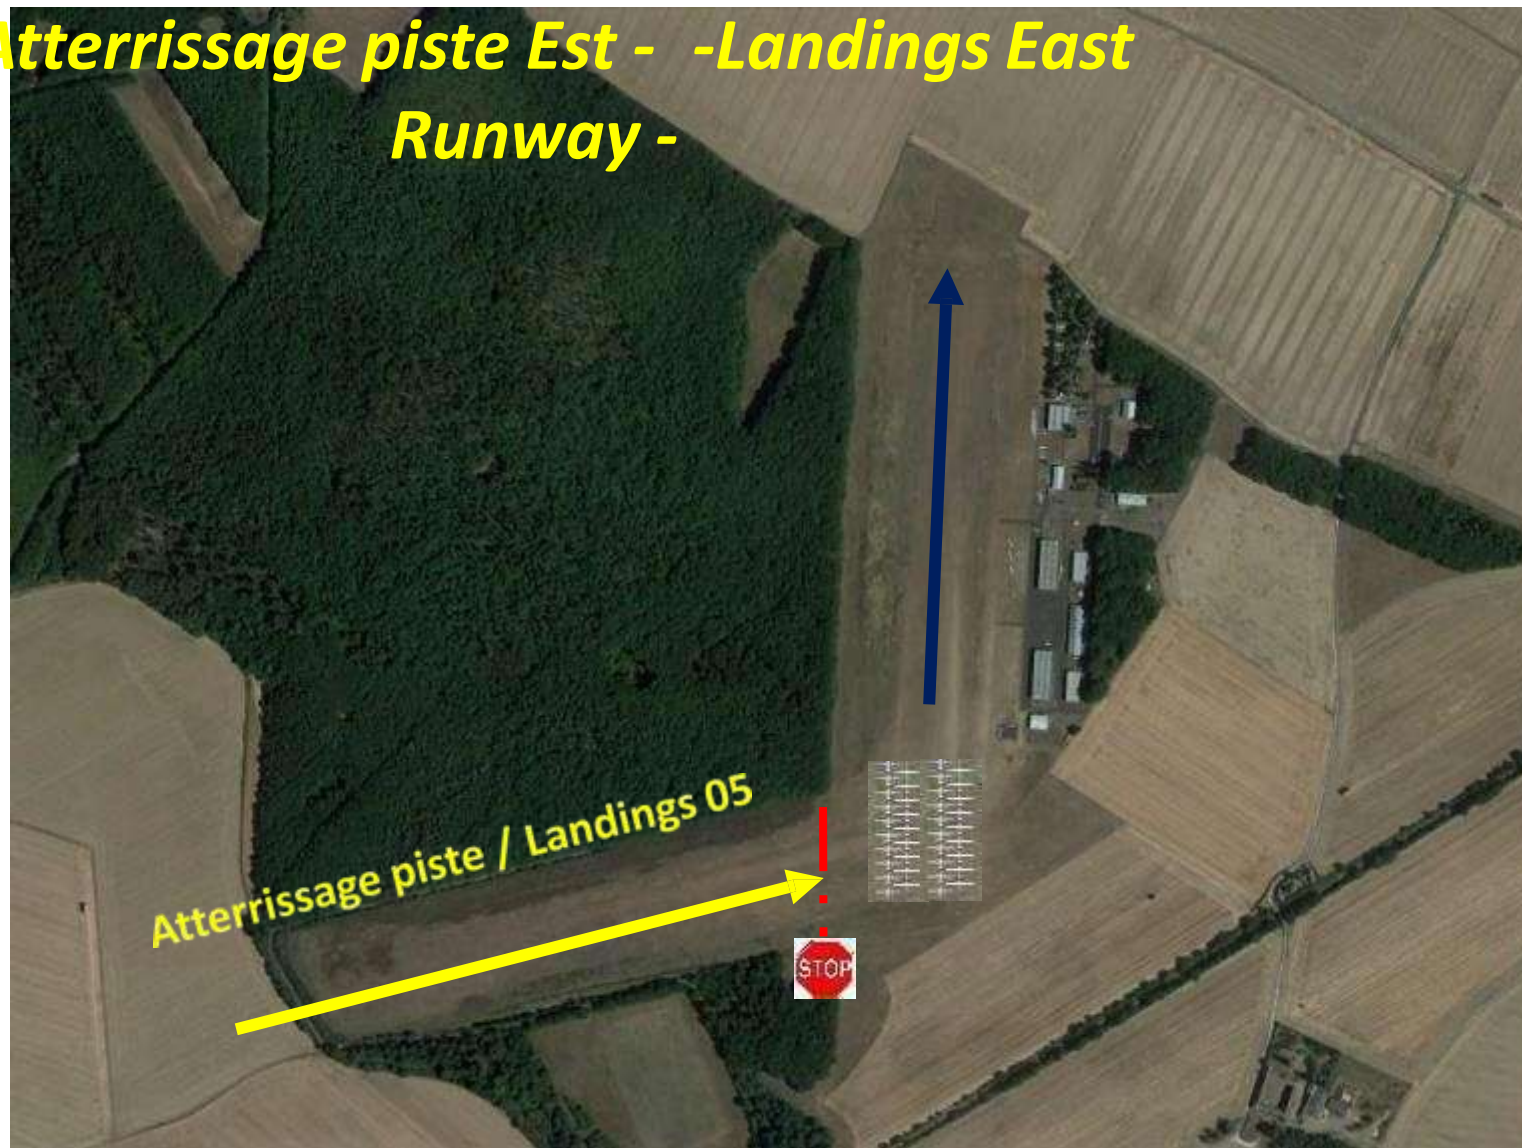 Atterrissage piste Est -  -Landings East
Runway -
Atterrissage piste / Landings 05
STOP